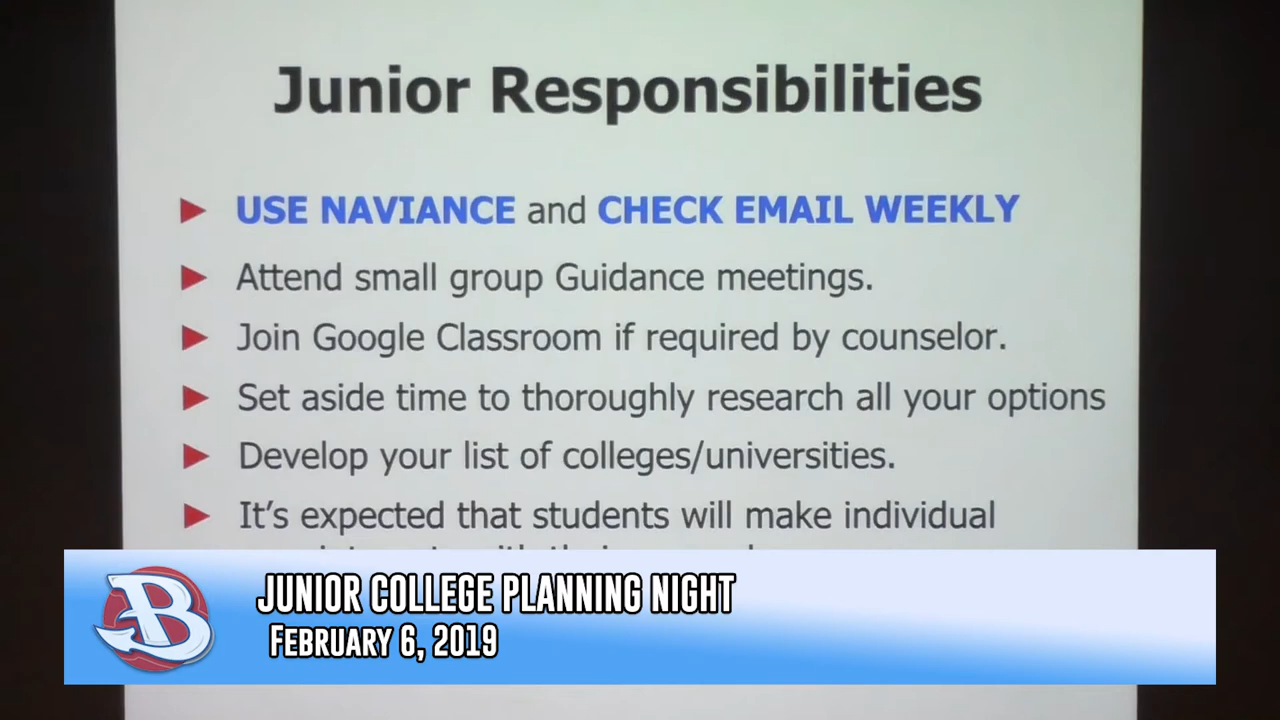 Junior Responsibilities
USE NAVIANCE and CHECK EMAIL WEEKLY
Attend small group Guidance meetings.
Join Google Classroom if required by counselor.
Set aside time to thoroughly research all your options
Develop your list of colleges/universities.
It's expected that students will make individual
B
JUNIOR COLLEGE PLANNING NIGHT
FEBRUARY 6, 2019